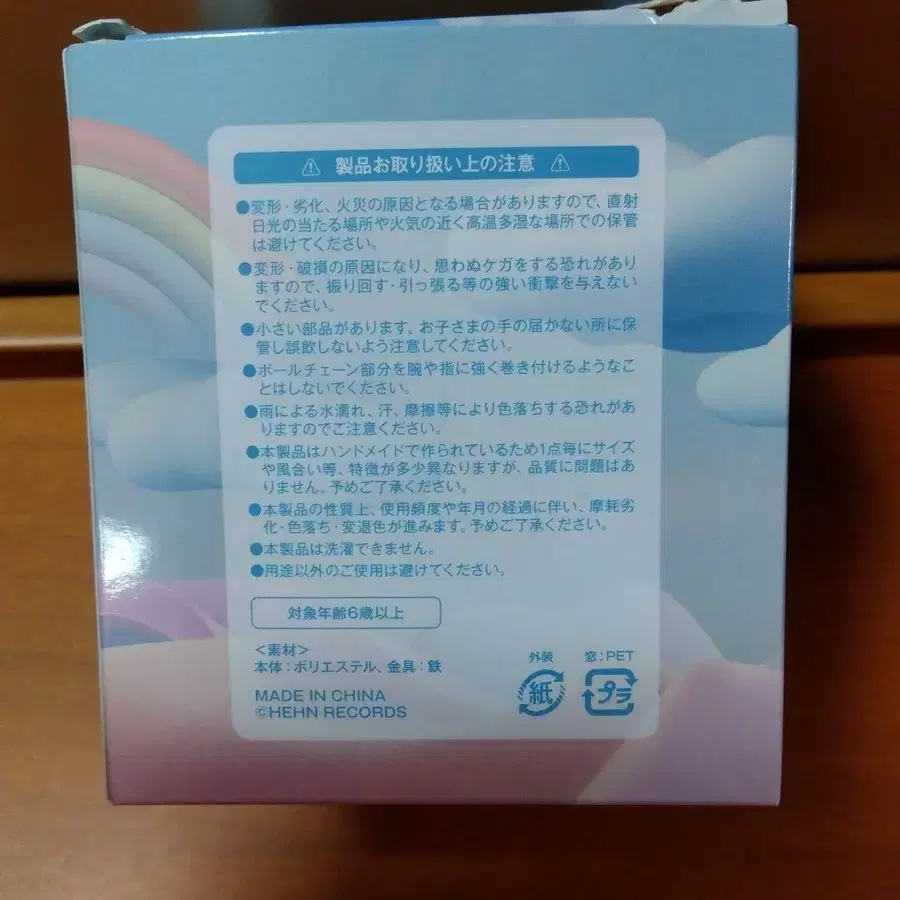 ⚠ 製品お取り扱い上の注意 ⚠
●変形・劣化、火災の原因となる場合がありますので、直射
日光の当たる場所や火気の近く高温多湿な場所での保管
は避けてください。
●変形・破損の原因になり、思わぬケガをする恐れがあり
ますので、振り回す・引っ張る等の強い衝撃を与えない
でください。
●小さい部品があります。お子さまの手の届かない所に保
管し誤飲しないよう注意してください。
●ボールチェーン部分を腕や指に強く巻き付けるようなこ
とはしないでください。
●雨による水濡れ、汗、摩擦等により色落ちする恐れがあ
りますのでご注意ください。
●本製品はハンドメイドで作られているため1点毎にサイズ
や風合い等、特徴が多少異なりますが、品質に問題はあ
りません。予めご了承ください。
●本製品の性質上、使用頻度や年月の経過に伴い、摩耗劣
化・色落ち・変退色が進みます。予めご了承ください。
●本製品は洗濯できません。
●用途以外のご使用は避けてください。
対象年齢6歳以上
＜素材＞
本体：ポリエステル、金具：鉄
MADE IN CHINA
©HEHN RECORDS
外装
紙
窓：PET
プラ